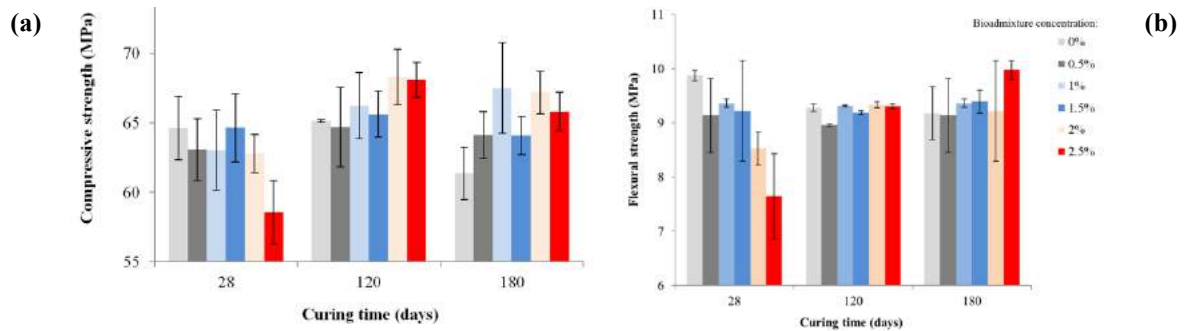 (a)
Compressive strength (MPa)
70
65
60
55
28 120 180
Curing time (days)
Flexural strength (MPa)
11
10
9
8
7
6
28 120 180
Curing time (days)
Bioadmixture concentration:
0%
0.5%
1%
1.5%
2%
2.5%
(b)